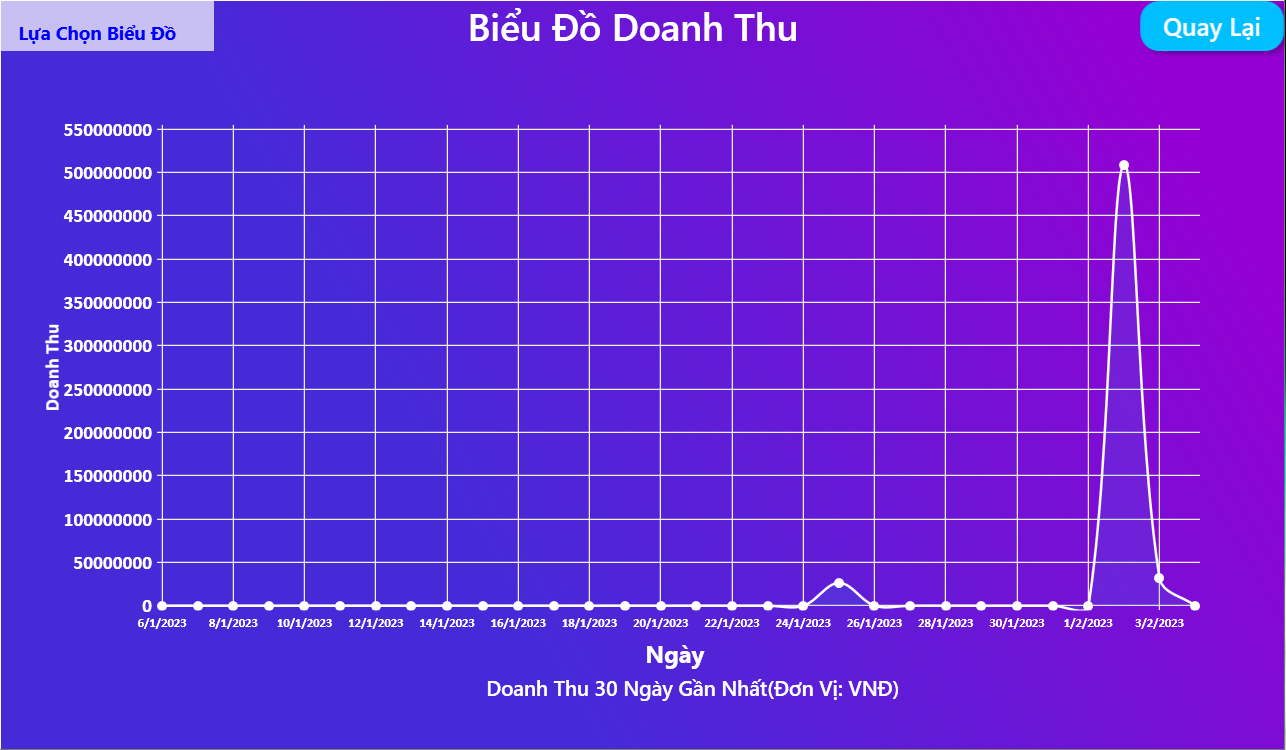 Lựa Chọn Biểu Đồ
Biểu Đồ Doanh Thu
Quay Lại
550000000
500000000
450000000
400000000
350000000
300000000
250000000
200000000
150000000
100000000
50000000
0
Doanh Thu
6/1/2023 8/1/2023 10/1/2023 12/1/2023 14/1/2023 16/1/2023 18/1/2023 20/1/2023 22/1/2023 24/1/2023 26/1/2023 28/1/2023 30/1/2023 1/2/2023 3/2/2023
Ngày
Doanh Thu 30 Ngày Gần Nhất(Đơn Vị: VNĐ)